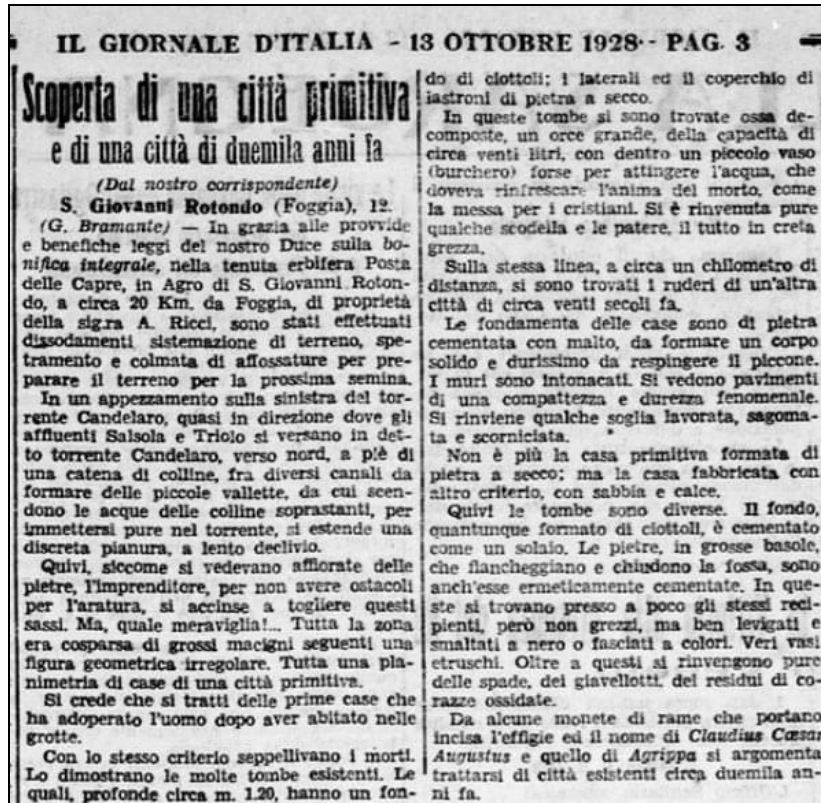 IL GIORNALE D'ITALIA - 13 OTTOBRE 1928 - PAG. 3
Scoperta di una città primitiva
e di una città di duemila anni fa
(Dal nostro corrispondente)
S. Giovanni Rotondo (Foggia), 12.
(G. Bramante) — In grazia alle provvide
e benefiche leggi del nostro Duce sulla bo-
nifica integrale, nella tenuta erbifera Posta
delle Capre, in Agro di S. Giovanni Roton-
do, a circa 20 Km. da Foggia, di proprietà
della sig.ra A. Ricci, sono stati effettuati
dissodamenti sistemazione di terreno, spe-
tramento e colmata di affossature per pre-
parare il terreno per la prossima semina.
In un appezzamento sulla sinistra del tor-
rente Candelaro, quasi in direzione dove gli
affluenti Salsola e Triolo si versano in det-
to torrente Candelaro, verso nord, a piè di
una catena di colline, fra diversi canali da
formare delle piccole vallette, da cui scen-
dono le acque delle colline soprastanti, per
immettersi pure nel torrente, si estende una
discreta pianura, a lento declivio.
Quivi, siccome si vedevano affiorate delle
pietre, l'imprenditore, per non avere ostacoli
per l'aratura, si accinse a togliere questi
sassi. Ma, quale meraviglia!... Tutta la zona
era cosparsa di grossi macigni seguenti una
figura geometrica irregolare. Tutta una pla-
nimetria di case di una città primitiva.
Si crede che si tratti delle prime case che
ha adoperato l'uomo dopo aver abitato nelle
grotte.
Con lo stesso criterio seppellivano i morti.
Lo dimostrano le molte tombe esistenti. Le
quali, profonde circa m. 1.20, hanno un fon-
do di ciottoli; i laterali ed il coperchio di
lastroni di pietra a secco.
In queste tombe si sono trovate ossa de-
composte, un orce grande, della capacità di
circa venti litri, con dentro un piccolo vaso
(burchero) forse per attingere l'acqua, che
doveva rinfrescare l'anima del morto, come
la messa per i cristiani. Si è rinvenuta pure
qualche scodella e le patere, il tutto in creta
grezza.
Sulla stessa linea, a circa un chilometro di
distanza, si sono trovati i ruderi di un'altra
città di circa venti secoli fa.
Le fondamenta delle case sono di pietra
cementata con malto, da formare un corpo
solido e durissimo da respingere il piccone.
I muri sono intonacati. Si vedono pavimenti
di una compattezza e durezza fenomenale.
Si rinviene qualche soglia lavorata, sagoma-
ta e scorniciata.
Non è più la casa primitiva formata di
pietra a secco; ma la casa fabbricata con
altro criterio, con sabbia e calce.
Quivi le tombe sono diverse. Il fondo,
quantunque formato di ciottoli, è cementato
come un solaio. Le pietre, in grosse basole,
che fiancheggiano e chiudono la fossa, sono
anch'esse ermeticamente cementate. In que-
ste si trovano presso a poco gli stessi reci-
pienti, però non grezzi, ma ben levigati e
smaltati a nero o fasciati a colori. Veri vasi
etruschi. Oltre a questi si rinvengono pure
delle spade, dei giavellotti, dei residui di co-
razze ossidate.
Da alcune monete di rame che portano
incisa l'effigie ed il nome di Claudius Cæsar
Augustus e quello di Agrippa si argomenta
trattarsi di città esistenti circa duemila an-
ni fa.